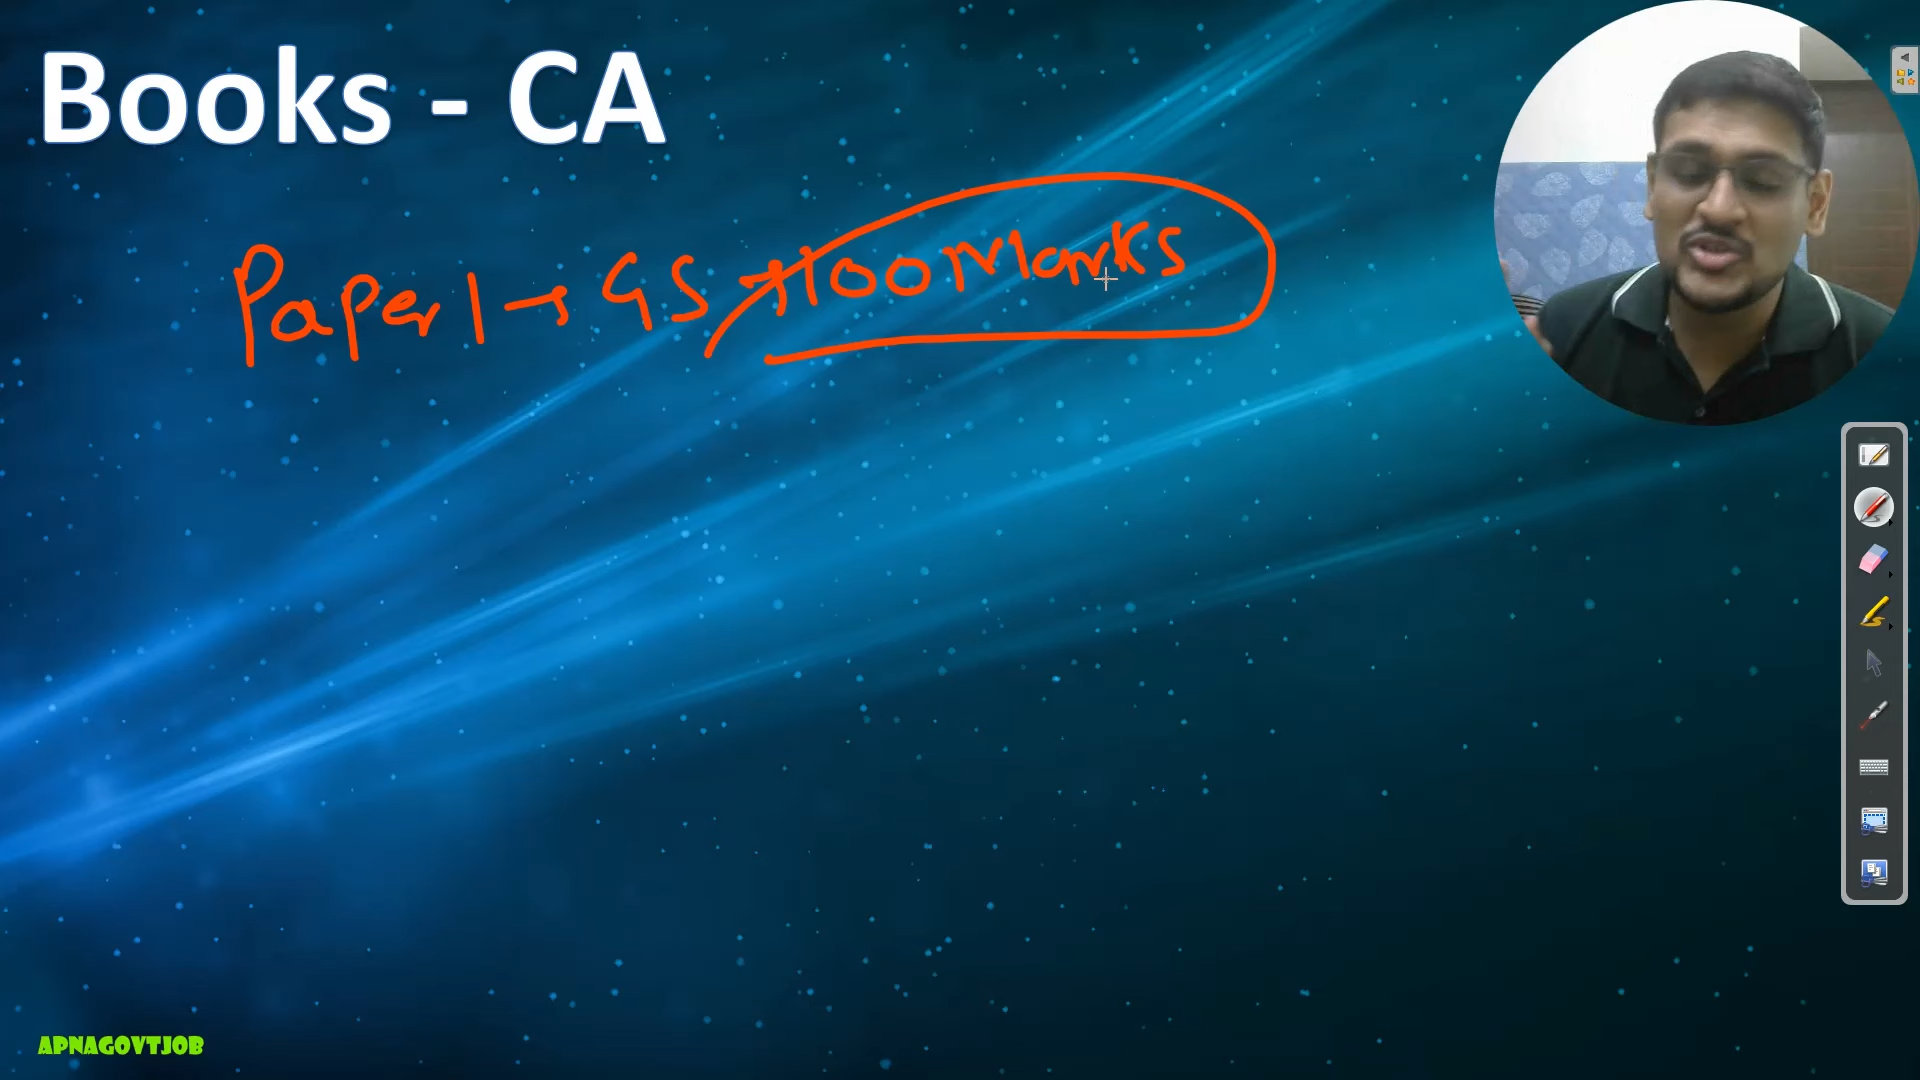 Books - CA
Paper 1 → GS → 100 Marks
APNAGOVTJOB